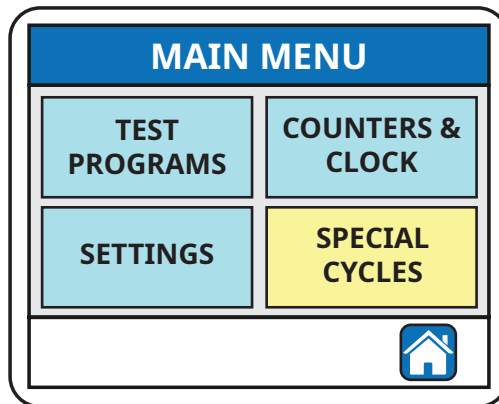 MAIN MENU
TEST
PROGRAMS
COUNTERS &
CLOCK
SETTINGS
SPECIAL
CYCLES